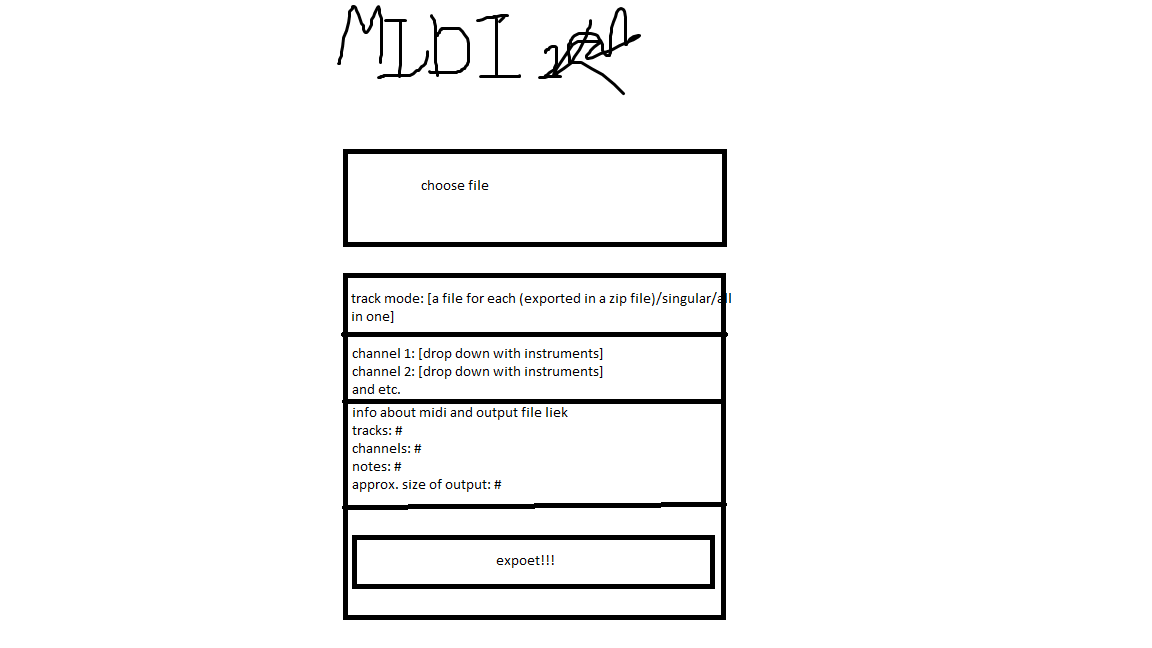 MIDI
choose file
track mode: [a file for each (exported in a zip file)/singular/all
in one]
channel 1: [drop down with instruments]
channel 2: [drop down with instruments]
and etc.
info about midi and output file liek
tracks: #
channels: #
notes: #
approx. size of output: #
expoet!!!